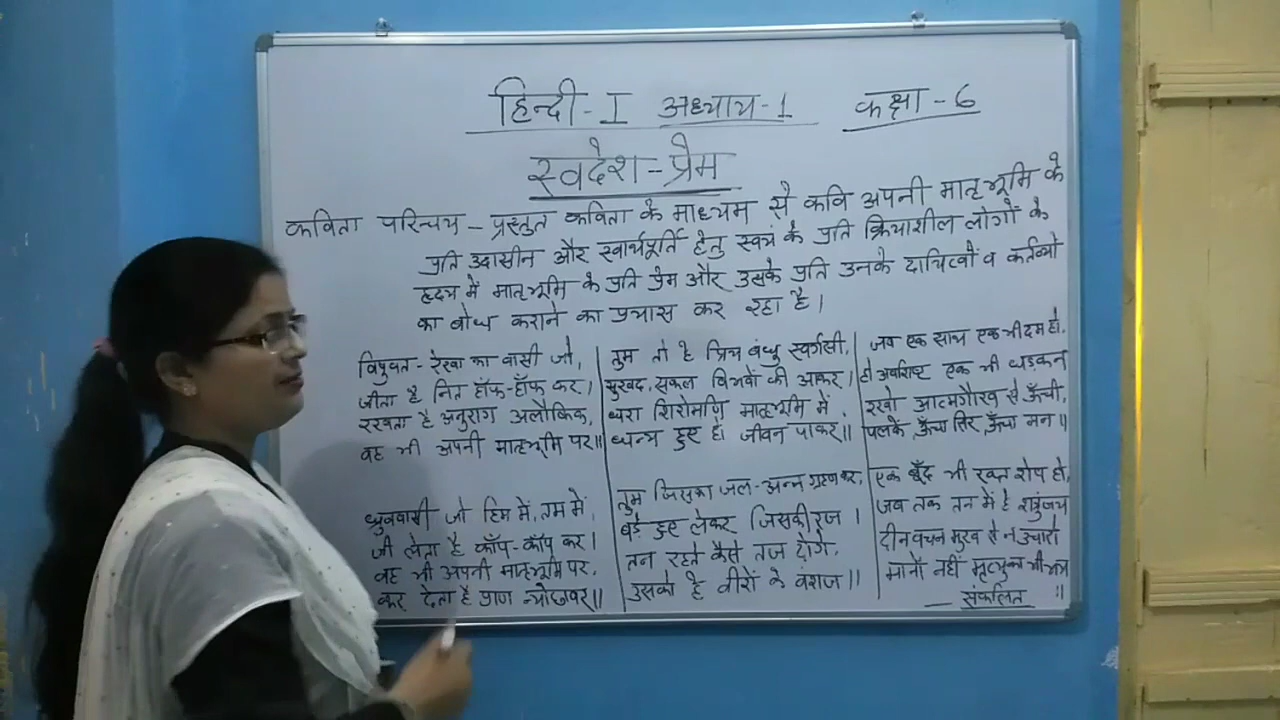 हिन्दी - I अध्याय - 1 कक्षा - 6
स्वदेश - प्रेम
कविता परिचय - प्रस्तुत कविता के माध्यम से कवि अपनी मातृभूमि के
प्रति उदासीन और स्वार्थपूर्ति हेतु स्वयं के प्रति क्रियाशील लोगों के
हृदय में मातृभूमि के प्रति प्रेम और उसके प्रति उनके दायित्वों व कर्तव्यो
का बोध कराने का प्रयास कर रहा है।
विषुवत - रेखा का वासी जो,
जीता है नित हाँफ-हाँफ कर।
रखता है अनुराग अलौकिक,
वह भी अपनी मातृभूमि पर॥
ध्रुववासी जो हिम में, तम में,
जी लेता है काँप-काँप कर।
वह भी अपनी मातृभूमि पर,
कर देता है प्राण न्योछावर॥
तुम तो हे प्रिय बंधु स्वर्गसी,
सुखद, सकल विभवों की आकर।
धरा शिरोमणि मातृभूमि में,
धन्य हुए हो जीवन पाकर॥
तुम जिसका जल-अन्न ग्रहण कर,
बड़े हुए लेकर जिसकी रज।
तन रहते कैसे तज दोगे,
उसको हे वीरों के वंशज॥
जब एक साथ एक भी दम हो,
हो अवशिष्ट एक भी धड़कन
रखो आत्मगौरव से ऊँची,
पलकें, ऊँचा सिर, ऊँचा मन॥
एक बूँद भी रक्त शेष हो,
जब तक तन में हे शत्रुंजय
दीन वचन मुख से न उचारो
मानों नहीं मृत्यु का भी भय॥
— संकलित